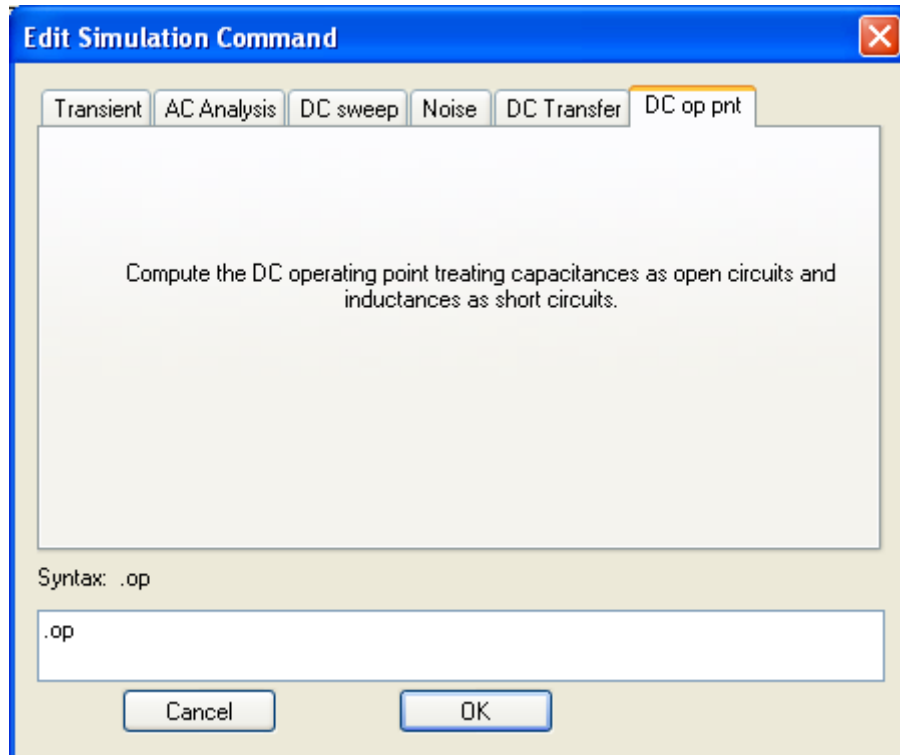 Edit Simulation Command
Transient AC Analysis DC sweep Noise DC Transfer DC op pnt
Compute the DC operating point treating capacitances as open circuits and
inductances as short circuits.
Syntax: .op
.op
Cancel OK